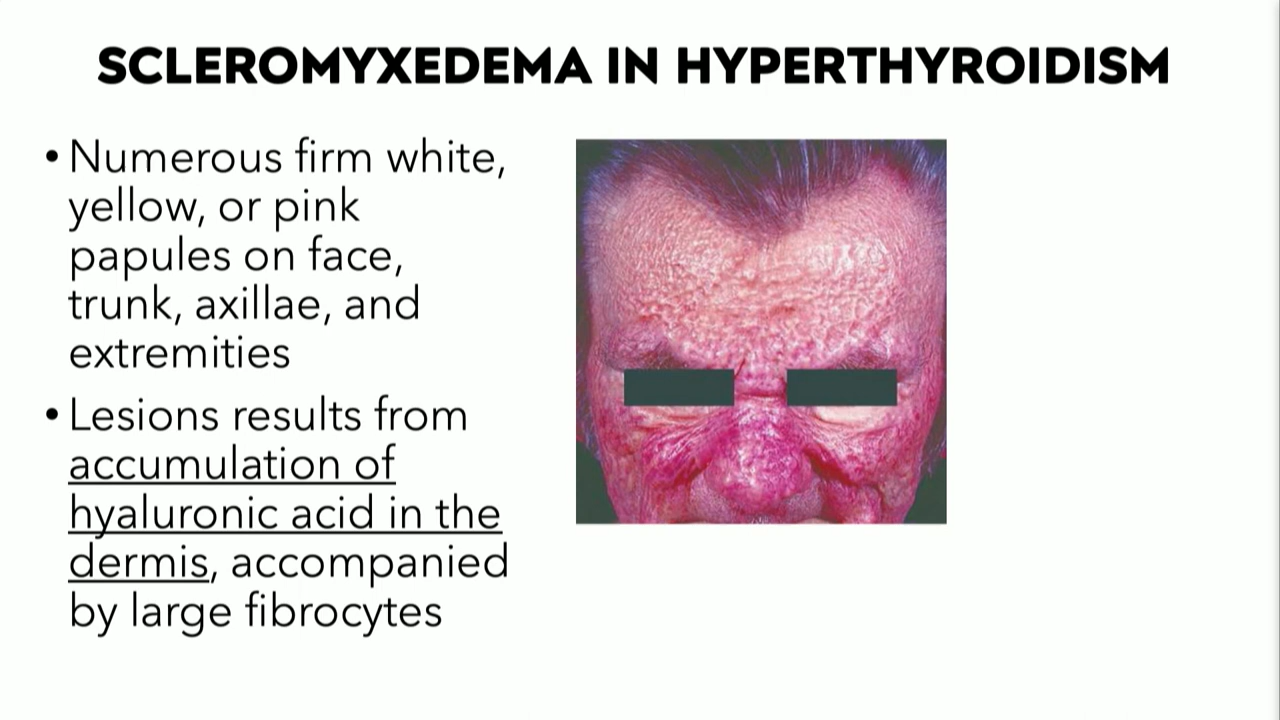 SCLEROMYXEDEMA IN HYPERTHYROIDISM
• Numerous firm white,
yellow, or pink
papules on face,
trunk, axillae, and
extremities
• Lesions results from
accumulation of
hyaluronic acid in the
dermis, accompanied
by large fibrocytes